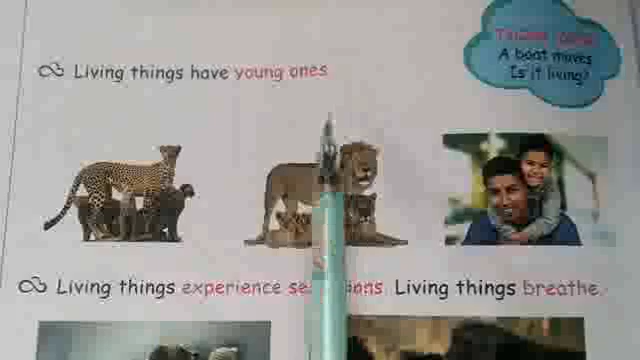 A boat moves
Is it living?
Living things have young ones
Living things experience Living things breathe.